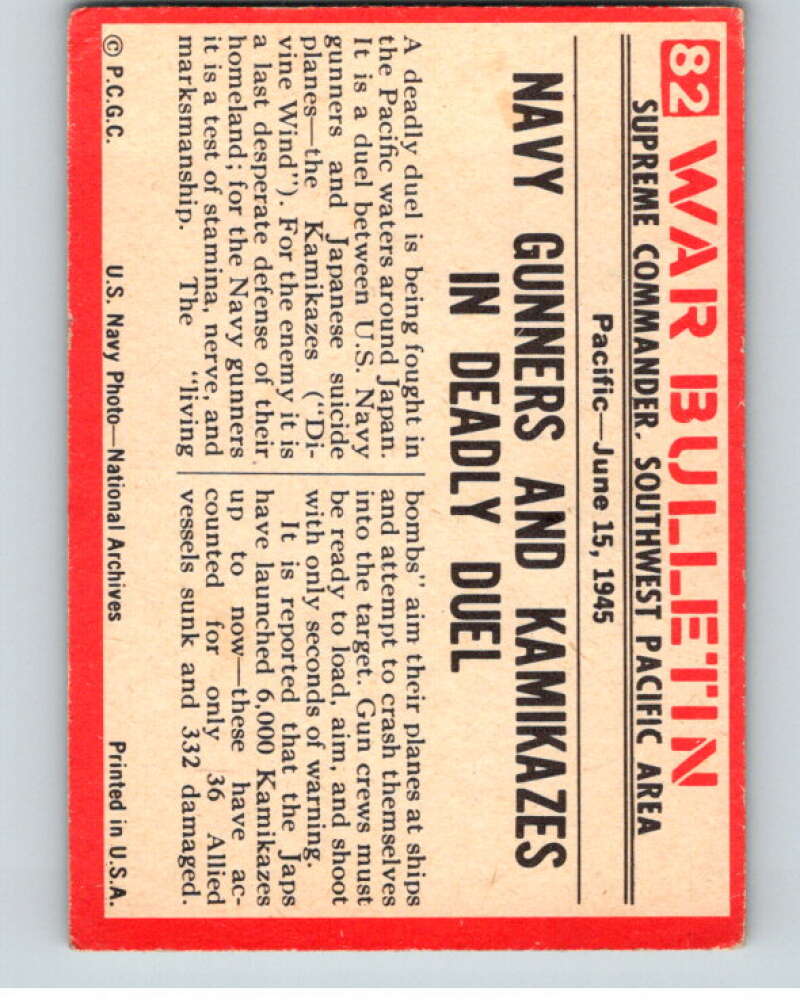 82 WAR BULLETIN
SUPREME COMMANDER, SOUTHWEST PACIFIC AREA
Pacific—June 15, 1945
NAVY GUNNERS AND KAMIKAZES
IN DEADLY DUEL
A deadly duel is being fought in
the Pacific waters around Japan.
It is a duel between U.S. Navy
gunners and Japanese suicide
planes—the Kamikazes ("Di-
vine Wind"). For the enemy it is
a last desperate defense of their
homeland; for the Navy gunners
it is a test of stamina, nerve, and
marksmanship. The "living
bombs" aim their planes at ships
and attempt to crash themselves
into the target. Gun crews must
be ready to load, aim, and shoot
with only seconds of warning.
It is reported that the Japs
have launched 6,000 Kamikazes
up to now—these have ac-
counted for only 36 Allied
vessels sunk and 332 damaged.
© P.C.G.C. U.S. Navy Photo—National Archives Printed in U.S.A.